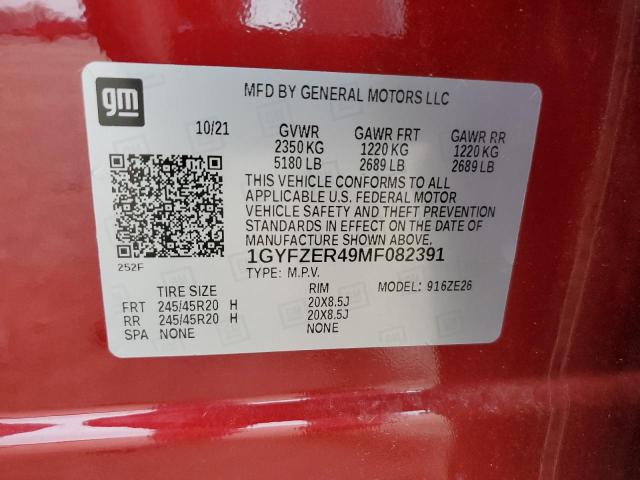 gm
MFD BY GENERAL MOTORS LLC
10/21 GVWR GAWR FRT GAWR RR
2350 KG 1220 KG 1220 KG
5180 LB 2689 LB 2689 LB
THIS VEHICLE CONFORMS TO ALL
APPLICABLE U.S. FEDERAL MOTOR
VEHICLE SAFETY AND THEFT PREVENTION
STANDARDS IN EFFECT ON THE DATE OF
MANUFACTURE SHOWN ABOVE.
252F
1GYFZER49MF082391
TYPE: M.P.V. MODEL: 916ZE26
TIRE SIZE RIM
FRT 245/45R20 H 20X8.5J
RR 245/45R20 H 20X8.5J
SPA NONE NONE